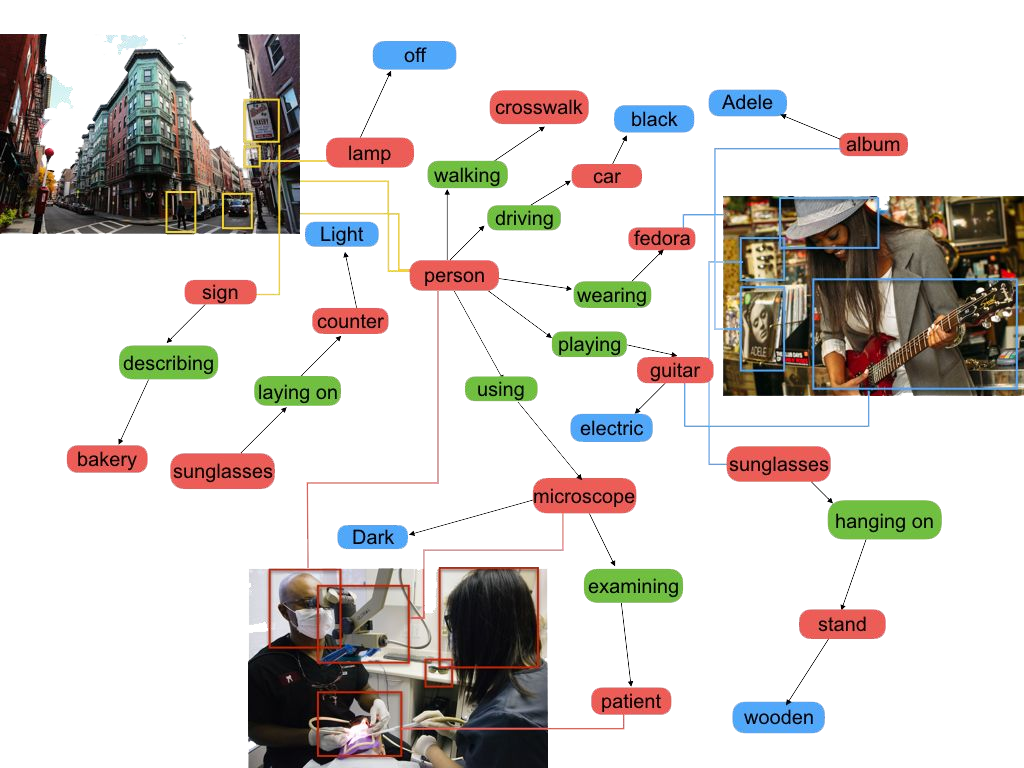 off
crosswalk
Adele
black
lamp
album
walking
car
driving
BAKERY
Light
fedora
person
sign
wearing
counter
playing
describing
guitar
ADELE
using
laying on
electric
bakery
sunglasses
sunglasses
microscope
hanging on
Dark
examining
stand
patient
wooden